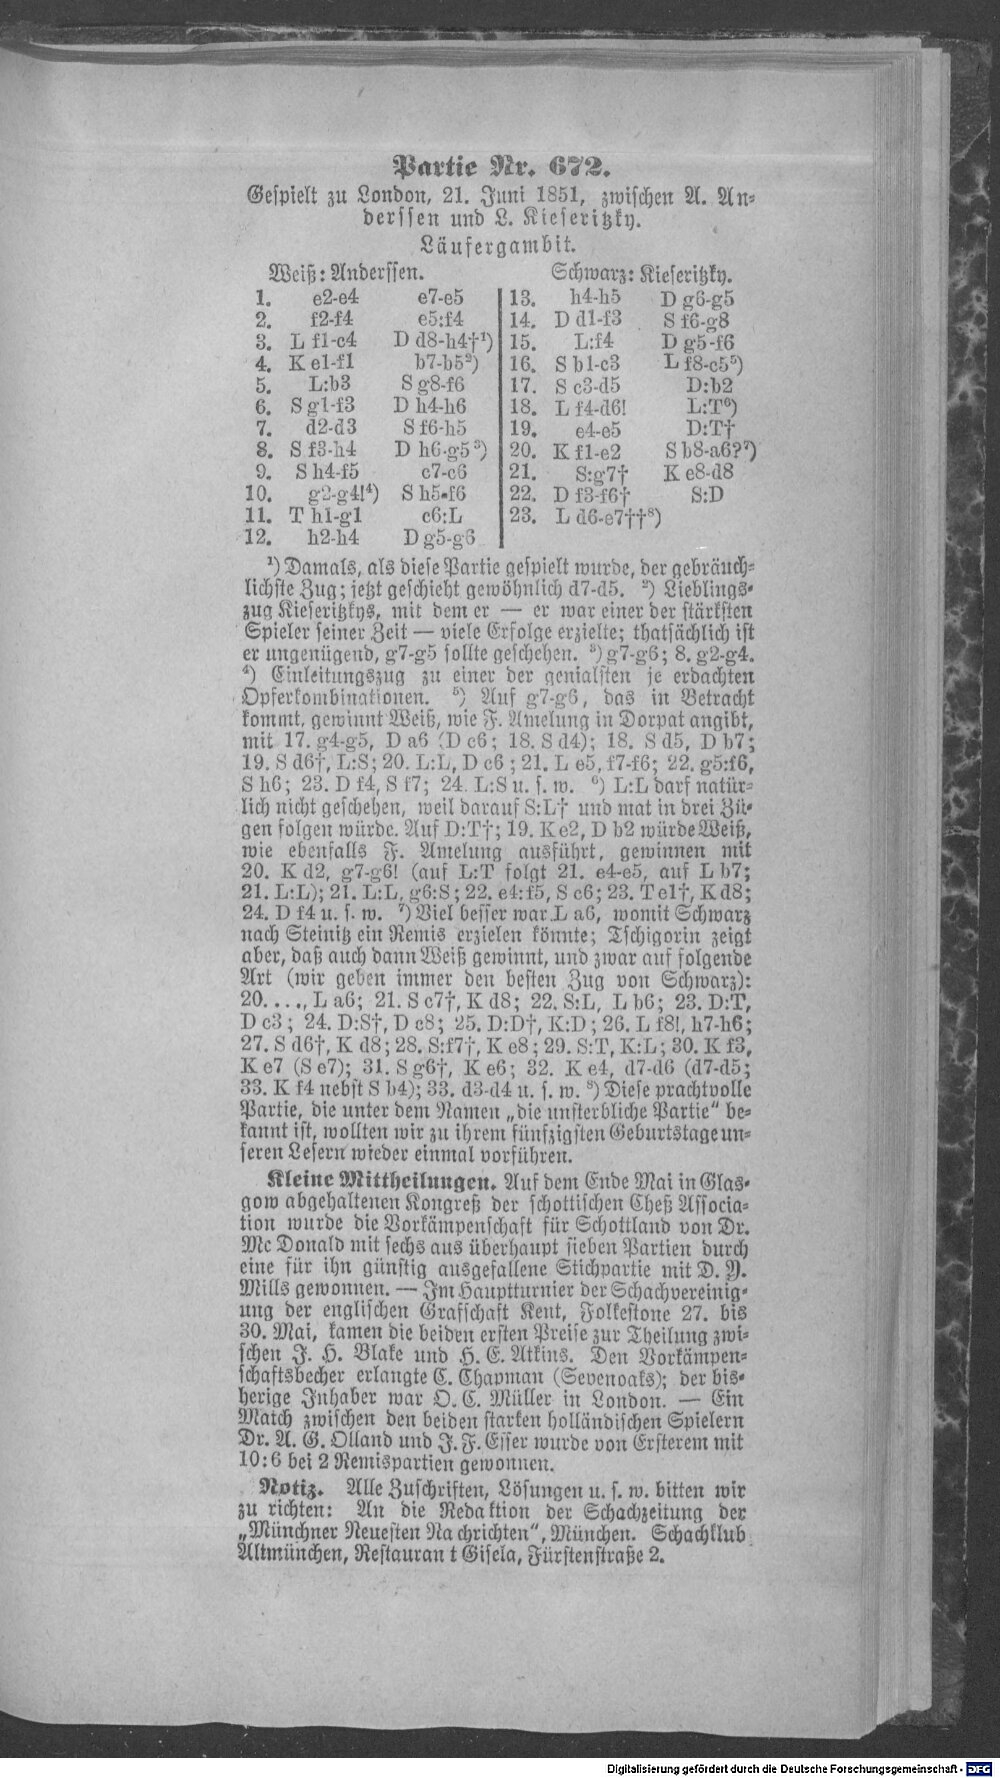 Partie Nr. 672.
Gespielt zu London, 21. Juni 1851, zwischen A. An-
derssen und L. Kieseritzky.
Läufergambit.
Weiß: Anderssen. Schwarz: Kieseritzky.
1. e2-e4 e7-e5 13. h4-h5 D g6-g5
2. f2-f4 e5:f4 14. D d1-f3 S f6-g8
3. L f1-c4 D d8-h4†¹) 15. L:f4 D g5-f6
4. K e1-f1 b7-b5²) 16. S b1-c3 L f8-c5⁵)
5. L:b3 S g8-f6 17. S c3-d5 D:b2
6. S g1-f3 D h4-h6 18. L f4-d6! L:T⁶)
7. d2-d3 S f6-h5 19. e4-e5 D:T†
8. S f3-h4 D h6-g5³) 20. K f1-e2 S b8-a6?⁷)
9. S h4-f5 c7-c6 21. S:g7† K e8-d8
10. g2-g4!⁴) S h5-f6 22. D f3-f6† S:D
11. T h1-g1 c6:L 23. L d6-e7††⁸)
12. h2-h4 D g5-g6
¹) Damals, als diese Partie gespielt wurde, der gebräuch-
lichste Zug; jetzt geschieht gewöhnlich d7-d5. ²) Lieblings-
zug Kieseritzkys, mit dem er — er war einer der stärksten
Spieler seiner Zeit — viele Erfolge erzielte; thatsächlich ist
er ungenügend, g7-g5 sollte geschehen. ³) g7-g6; 8. g2-g4.
⁴) Einleitungszug zu einer der genialsten je erdachten
Opferkombinationen. ⁵) Auf g7-g6, das in Betracht
kommt, gewinnt Weiß, wie F. Amelung in Dorpat angibt,
mit 17. g4-g5, D a6 (D c6; 18. S d4); 18. S d5, D b7;
19. S d6†, L:S; 20. L:L, D c6; 21. L e5, f7-f6; 22. g5:f6,
S h6; 23. D f4, S f7; 24. L:S u. s. w. ⁶) L:L darf natür-
lich nicht geschehen, weil darauf S:L† und mat in drei Zü-
gen folgen würde. Auf D:T†; 19. K e2, D b2 würde Weiß,
wie ebenfalls F. Amelung ausführt, gewinnen mit
20. K d2, g7-g6! (auf L:T folgt 21. e4-e5, auf L b7;
21. L:L); 21. L:L, g6:S; 22. e4:f5, S c6; 23. T e1†, K d8;
24. D f4 u. s. w. ⁷) Viel besser war L a6, womit Schwarz
nach Steinitz ein Remis erzielen könnte; Tschigorin zeigt
aber, daß auch dann Weiß gewinnt, und zwar auf folgende
Art (wir geben immer den besten Zug von Schwarz):
20. . . ., L a6; 21. S c7†, K d8; 22. S:L, L b6; 23. D:T,
D c3; 24. D:S†, D c8; 25. D:D†, K:D; 26. L f8!, h7-h6;
27. S d6†, K d8; 28. S:f7†, K e8; 29. S:T, K:L; 30. K f3,
K e7 (S e7); 31. S g6†, K e6; 32. K e4, d7-d6 (d7-d5;
33. K f4 nebst S b4); 33. d3-d4 u. s. w. ⁸) Diese prachtvolle
Partie, die unter dem Namen „die unsterbliche Partie“ be-
kannt ist, wollten wir zu ihrem fünfzigsten Geburtstage un-
seren Lesern wieder einmal vorführen.
Kleine Mittheilungen. Auf dem Ende Mai in Glas-
gow abgehaltenen Kongreß der schottischen Cheß Associa-
tion wurde die Vorkämpenschaft für Schottland von Dr.
Mc Donald mit sechs aus überhaupt sieben Partien durch
eine für ihn günstig ausgefallene Stichpartie mit D. Y.
Mills gewonnen. — Im Hauptturnier der Schachvereinig-
ung der englischen Grafschaft Kent, Folkestone 27. bis
30. Mai, kamen die beiden ersten Preise zur Theilung zwi-
schen J. H. Blake und H. E. Atkins. Den Vorkämpen-
schaftsbecher erlangte C. Chapman (Sevenoaks); der bis-
herige Inhaber war O. C. Müller in London. — Ein
Match zwischen den beiden starken holländischen Spielern
Dr. A. G. Olland und J. F. Esser wurde von Ersterem mit
10:6 bei 2 Remispartien gewonnen.
Notiz. Alle Zuschriften, Lösungen u. s. w. bitten wir
zu richten: An die Redaktion der Schachzeitung der
„Münchner Neuesten Nachrichten“, München. Schachklub
Altmünchen, Restaurant Gisela, Fürstenstraße 2.
Digitalisierung gefördert durch die Deutsche Forschungsgemeinschaft - DFG